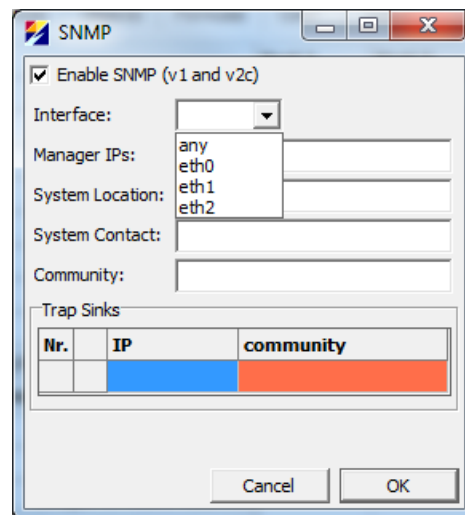 SNMP
Enable SNMP (v1 and v2c)
Interface:
any
eth0
eth1
eth2
Manager IPs:
System Location:
System Contact:
Community:
Trap Sinks
Nr. IP community
Cancel OK